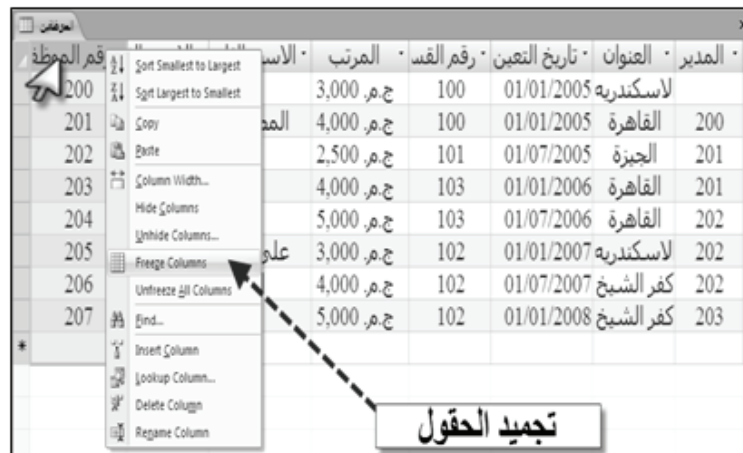 الموظفين
رقم الموظف الاس المرتب رقم القس تاريخ التعين العنوان المدير
200 ج.م. 3,000 100 01/01/2005 لاسكندريه
201 المص ج.م. 4,000 100 01/01/2005 القاهرة 200
202 ج.م. 2,500 101 01/07/2005 الجيزة 201
203 ج.م. 4,000 103 01/01/2006 القاهرة 201
204 ج.م. 5,000 103 01/07/2006 القاهرة 202
205 علي ج.م. 3,000 102 01/01/2007 لاسكندريه 202
206 ج.م. 4,000 102 01/07/2007 كفر الشيخ 202
207 ج.م. 5,000 102 01/01/2008 كفر الشيخ 203
Sort Smallest to Largest
Sort Largest to Smallest
Copy
Paste
Column Width...
Hide Columns
Unhide Columns...
Freeze Columns
Unfreeze All Columns
Find...
Insert Column
Lookup Column...
Delete Column
Rename Column
تجميد الحقول